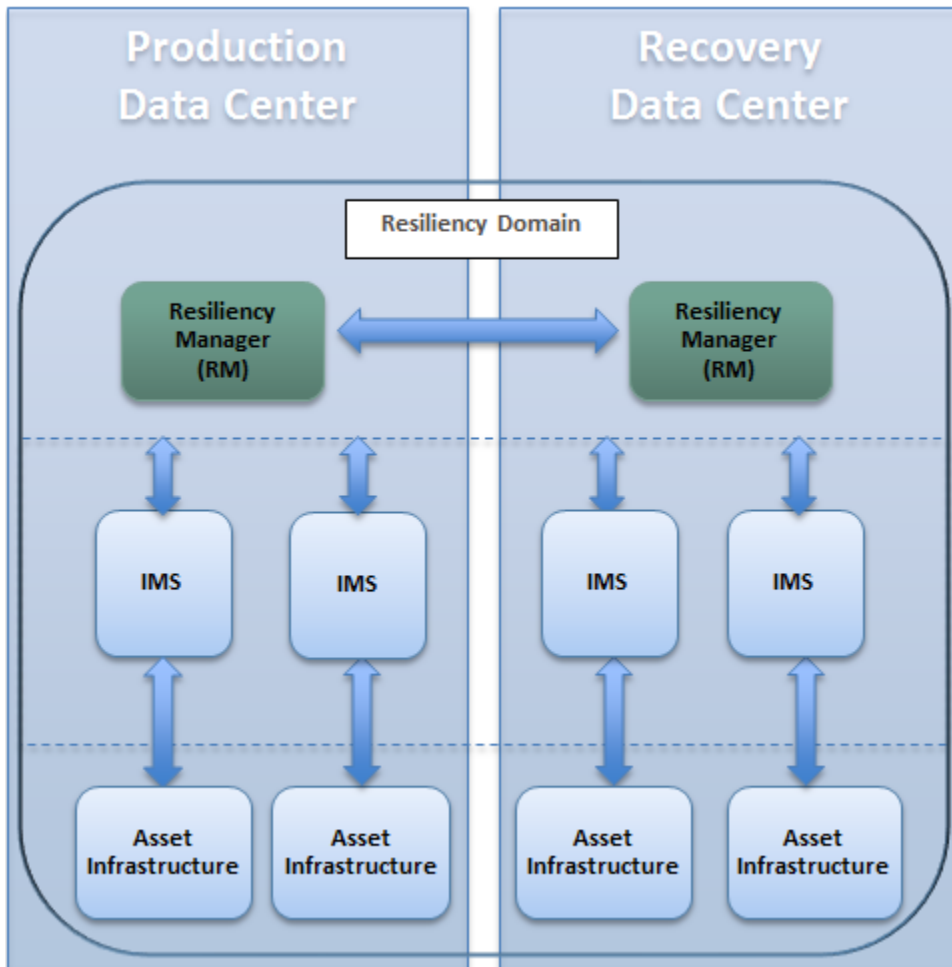 Production
Data Center
Recovery
Data Center
Resiliency Domain
Resiliency
Manager
(RM)
Resiliency
Manager
(RM)
IMS
IMS
IMS
IMS
Asset
Infrastructure
Asset
Infrastructure
Asset
Infrastructure
Asset
Infrastructure